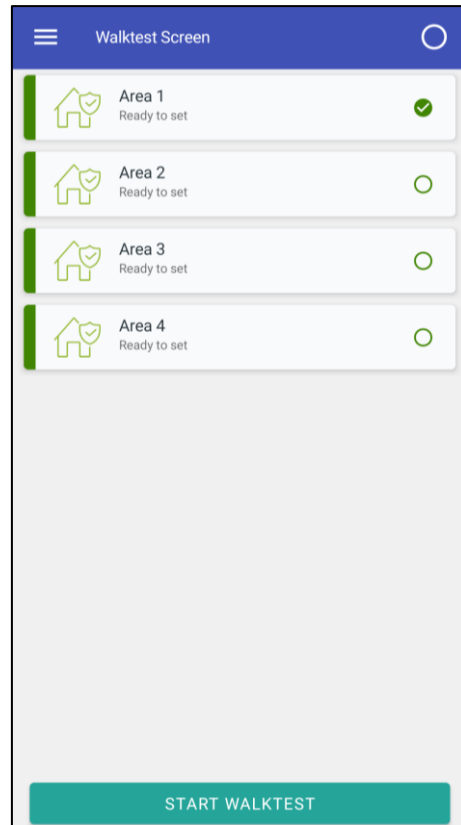 Walktest Screen
Area 1
Ready to set
Area 2
Ready to set
Area 3
Ready to set
Area 4
Ready to set
START WALKTEST